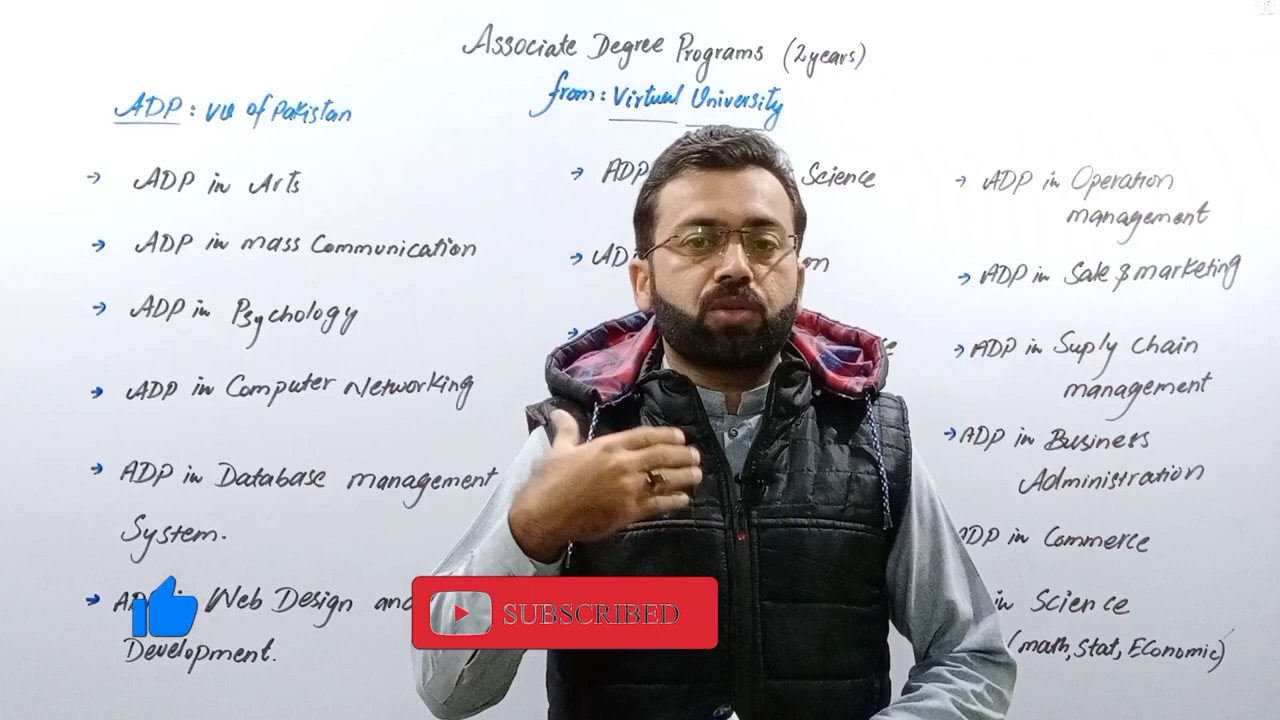 Associate Degree Programs (2 years)
from: Virtual University
ADP: VU of Pakistan
→ ADP in Arts
→ ADP in mass Communication
→ ADP in Psychology
→ ADP in Computer Networking
→ ADP in Database management
System.
→ in Web Design and
Development.
→ ADP Science
→
→
→ ADP in Operation
management
→ ADP in Sale & marketing
→ ADP in Suply Chain
management
→ ADP in Business
Administration
ADP in Commerce
in Science
(math, Stat, Economic)
SUBSCRIBED